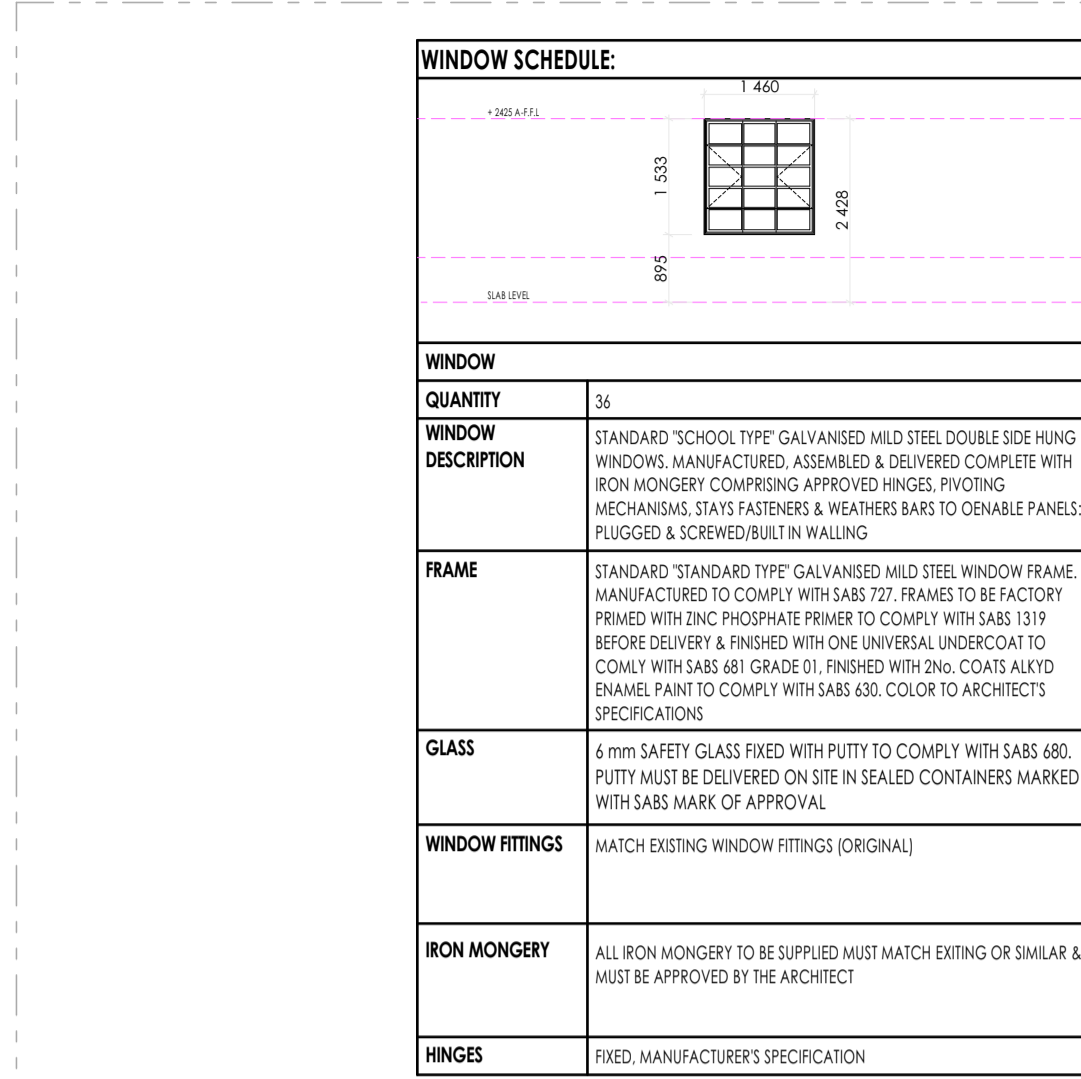 WINDOW SCHEDULE:
1 460
+ 2425 A-F.F.L
1 533
2 428
895
SLAB LEVEL
WINDOW
QUANTITY
36
WINDOW
DESCRIPTION
STANDARD "SCHOOL TYPE" GALVANISED MILD STEEL DOUBLE SIDE HUNG
WINDOWS. MANUFACTURED, ASSEMBLED & DELIVERED COMPLETE WITH
IRON MONGERY COMPRISING APPROVED HINGES, PIVOTING
MECHANISMS, STAYS FASTENERS & WEATHERS BARS TO OENABLE PANELS:
PLUGGED & SCREWED/BUILT IN WALLING
FRAME
STANDARD "STANDARD TYPE" GALVANISED MILD STEEL WINDOW FRAME.
MANUFACTURED TO COMPLY WITH SABS 727. FRAMES TO BE FACTORY
PRIMED WITH ZINC PHOSPHATE PRIMER TO COMPLY WITH SABS 1319
BEFORE DELIVERY & FINISHED WITH ONE UNIVERSAL UNDERCOAT TO
COMLY WITH SABS 681 GRADE 01, FINISHED WITH 2No. COATS ALKYD
ENAMEL PAINT TO COMPLY WITH SABS 630. COLOR TO ARCHITECT'S
SPECIFICATIONS
GLASS
6 mm SAFETY GLASS FIXED WITH PUTTY TO COMPLY WITH SABS 680.
PUTTY MUST BE DELIVERED ON SITE IN SEALED CONTAINERS MARKED
WITH SABS MARK OF APPROVAL
WINDOW FITTINGS
MATCH EXISTING WINDOW FITTINGS (ORIGINAL)
IRON MONGERY
ALL IRON MONGERY TO BE SUPPLIED MUST MATCH EXITING OR SIMILAR &
MUST BE APPROVED BY THE ARCHITECT
HINGES
FIXED, MANUFACTURER'S SPECIFICATION